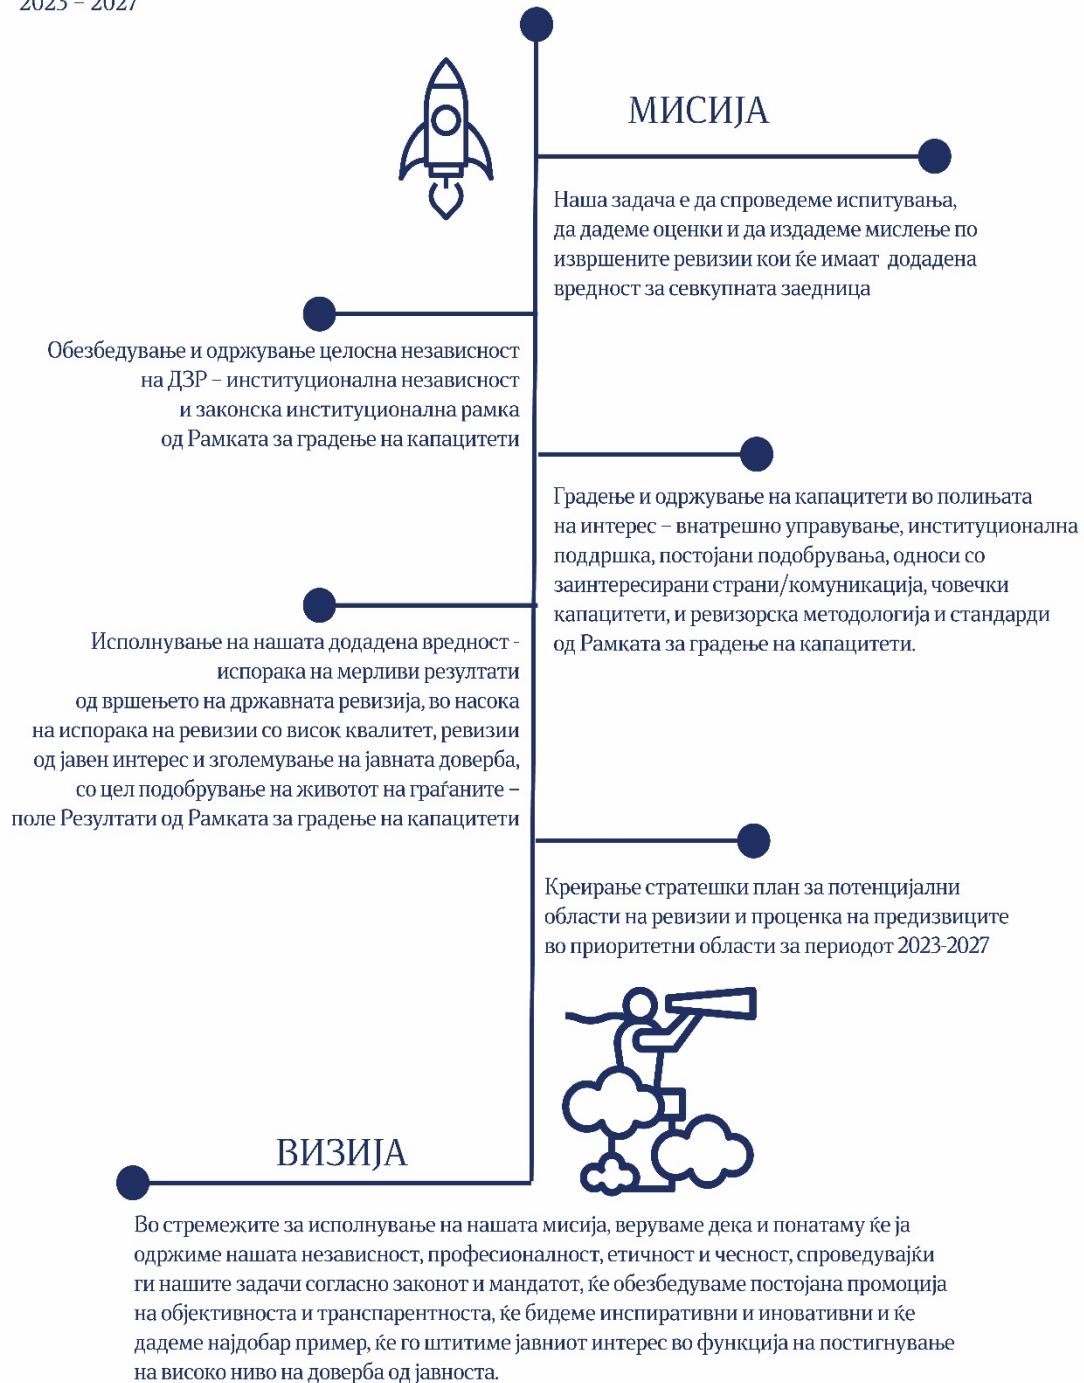 2023 – 2027
МИСИЈА
Наша задача е да спроведеме испитувања,
да дадеме оценки и да издадеме мислење по
извршените ревизии кои ќе имаат додадена
вредност за севкупната заедница
Обезбедување и одржување целосна независност
на ДЗР – институционална независност
и законска институционална рамка
од Рамката за градење на капацитети
Градење и одржување на капацитети во полињата
на интерес – внатрешно управување, институционална
поддршка, постојани подобрувања, односи со
заинтересирани страни/комуникација, човечки
капацитети, и ревизорска методологија и стандарди
од Рамката за градење на капацитети.
Исполнување на нашата додадена вредност -
испорака на мерливи резултати
од вршењето на државната ревизија, во насока
на испорака на ревизии со висок квалитет, ревизии
од јавен интерес и зголемување на јавната доверба,
со цел подобрување на животот на граѓаните –
поле Резултати од Рамката за градење на капацитети
Креирање стратешки план за потенцијални
области на ревизии и проценка на предизвиците
во приоритетни области за периодот 2023-2027
ВИЗИЈА
Во стремежите за исполнување на нашата мисија, веруваме дека и понатаму ќе ја
одржиме нашата независност, професионалност, етичност и чесност, спроведувајќи
ги нашите задачи согласно законот и мандатот, ќе обезбедуваме постојана промоција
на објективноста и транспарентноста, ќе бидеме инспиративни и иновативни и ќе
дадеме најдобар пример, ќе го штитиме јавниот интерес во функција на постигнување
на високо ниво на доверба од јавноста.